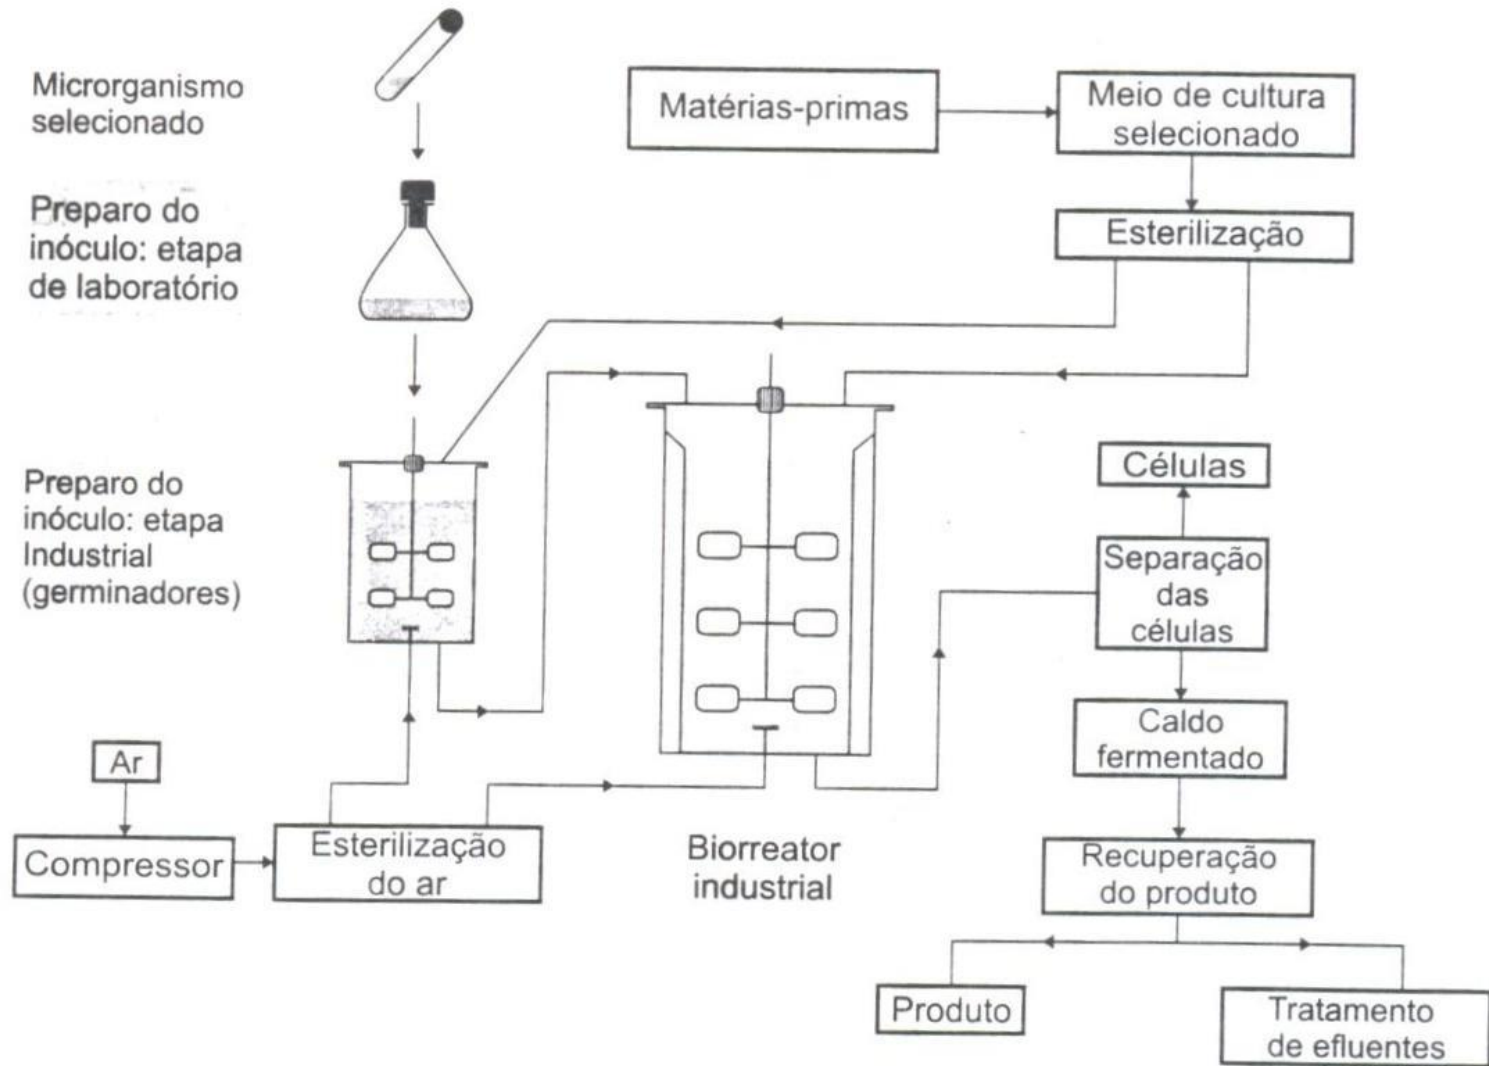 Microrganismo
selecionado
Matérias-primas
Meio de cultura
selecionado
Preparo do
inóculo: etapa
de laboratório
Esterilização
Preparo do
inóculo: etapa
Industrial
(germinadores)
Células
Separação
das
células
Caldo
fermentado
Ar
Compressor
Esterilização
do ar
Biorreator
industrial
Recuperação
do produto
Produto
Tratamento
de efluentes